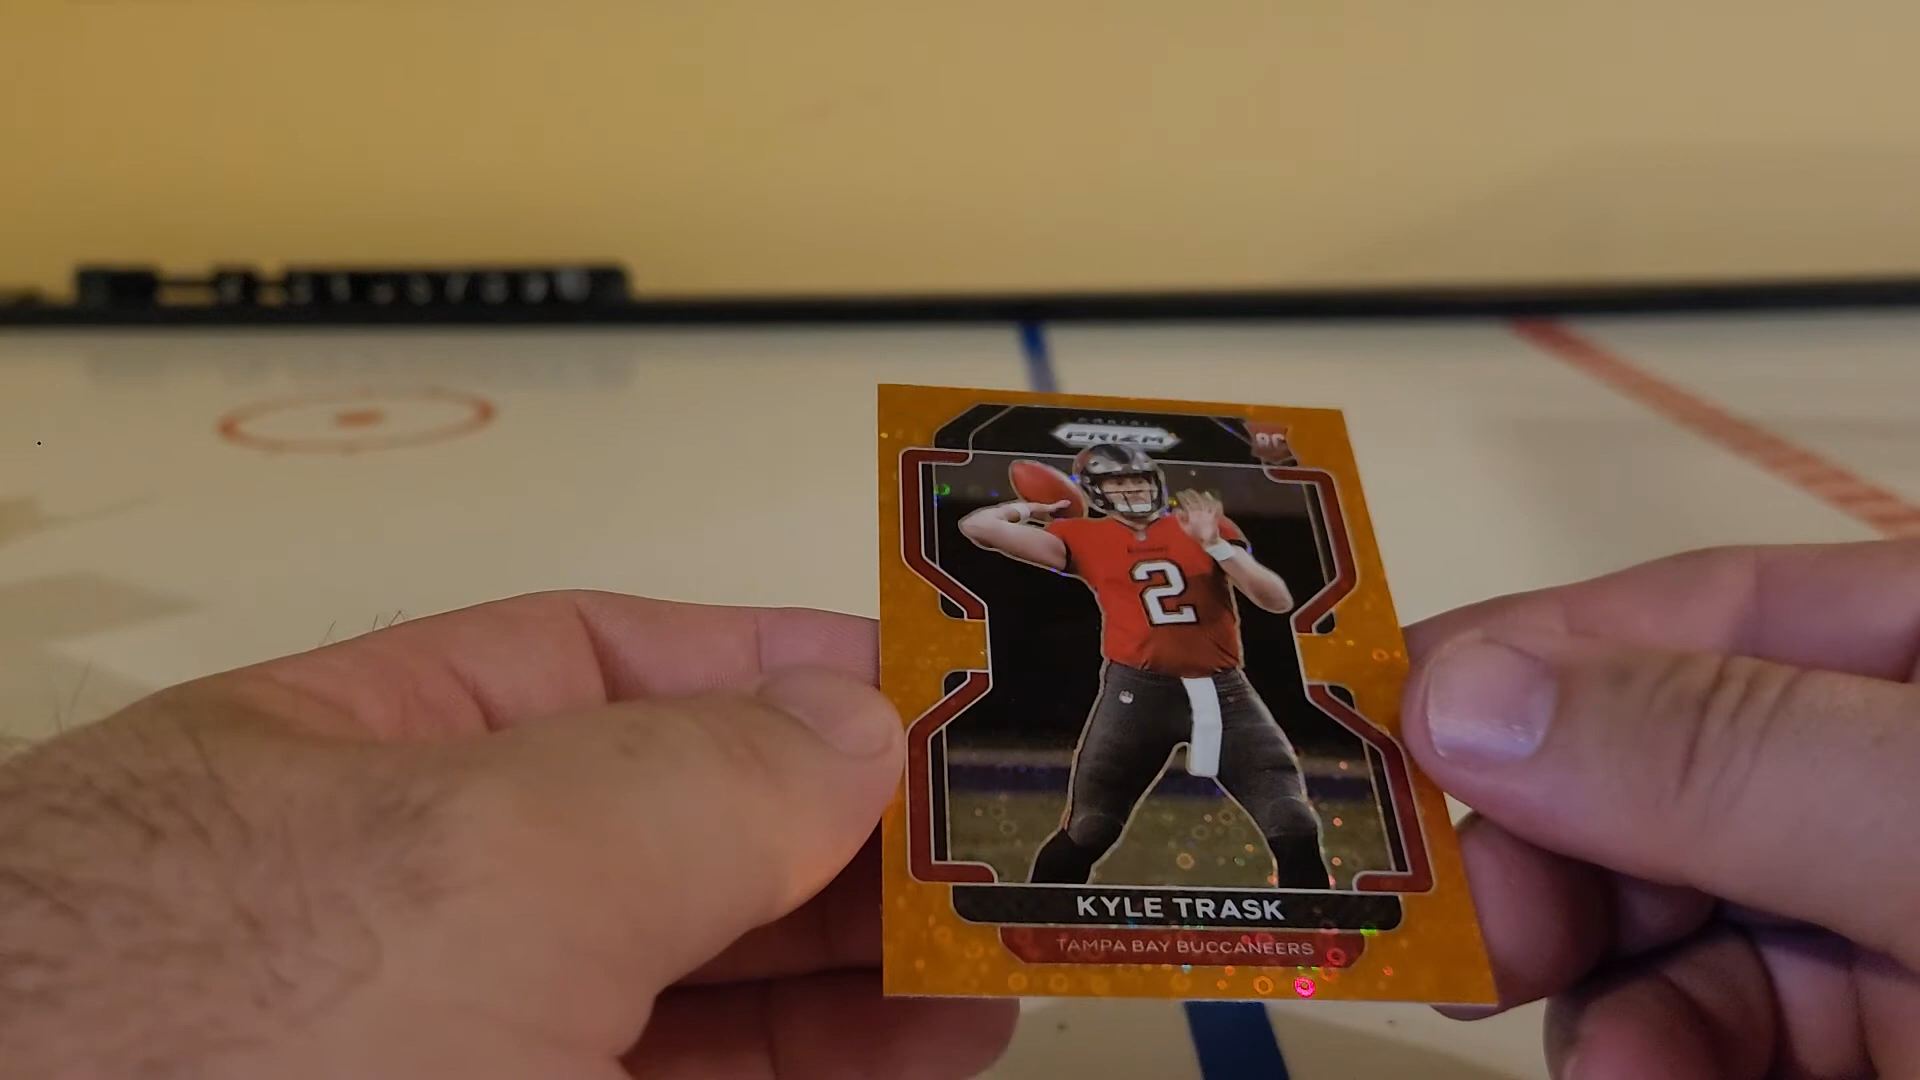 PRIZM
RC
2
KYLE TRASK
TAMPA BAY BUCCANEERS